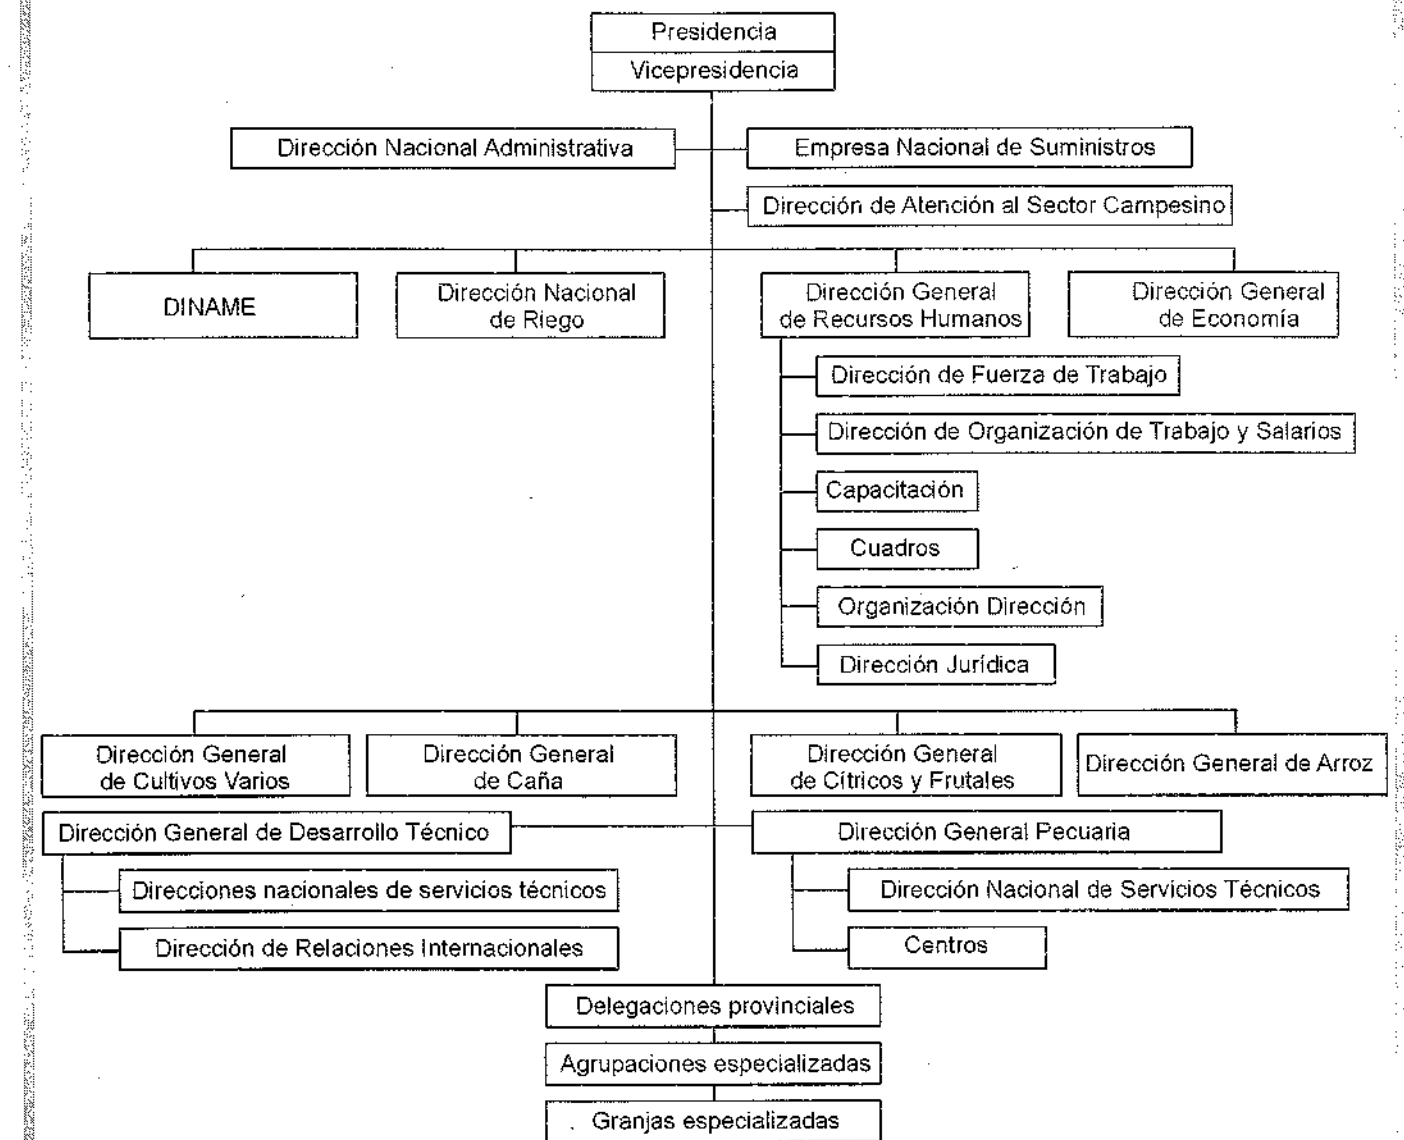 Presidencia
Vicepresidencia
Dirección Nacional Administrativa
Empresa Nacional de Suministros
Dirección de Atención al Sector Campesino
DINAME
Dirección Nacional
de Riego
Dirección General
de Recursos Humanos
Dirección General
de Economía
Dirección de Fuerza de Trabajo
Dirección de Organización de Trabajo y Salarios
Capacitación
Cuadros
Organización Dirección
Dirección Jurídica
Dirección General
de Cultivos Varios
Dirección General
de Caña
Dirección General
de Cítricos y Frutales
Dirección General de Arroz
Dirección General de Desarrollo Técnico
Dirección General Pecuaria
Direcciones nacionales de servicios técnicos
Dirección de Relaciones Internacionales
Dirección Nacional de Servicios Técnicos
Centros
Delegaciones provinciales
Agrupaciones especializadas
Granjas especializadas